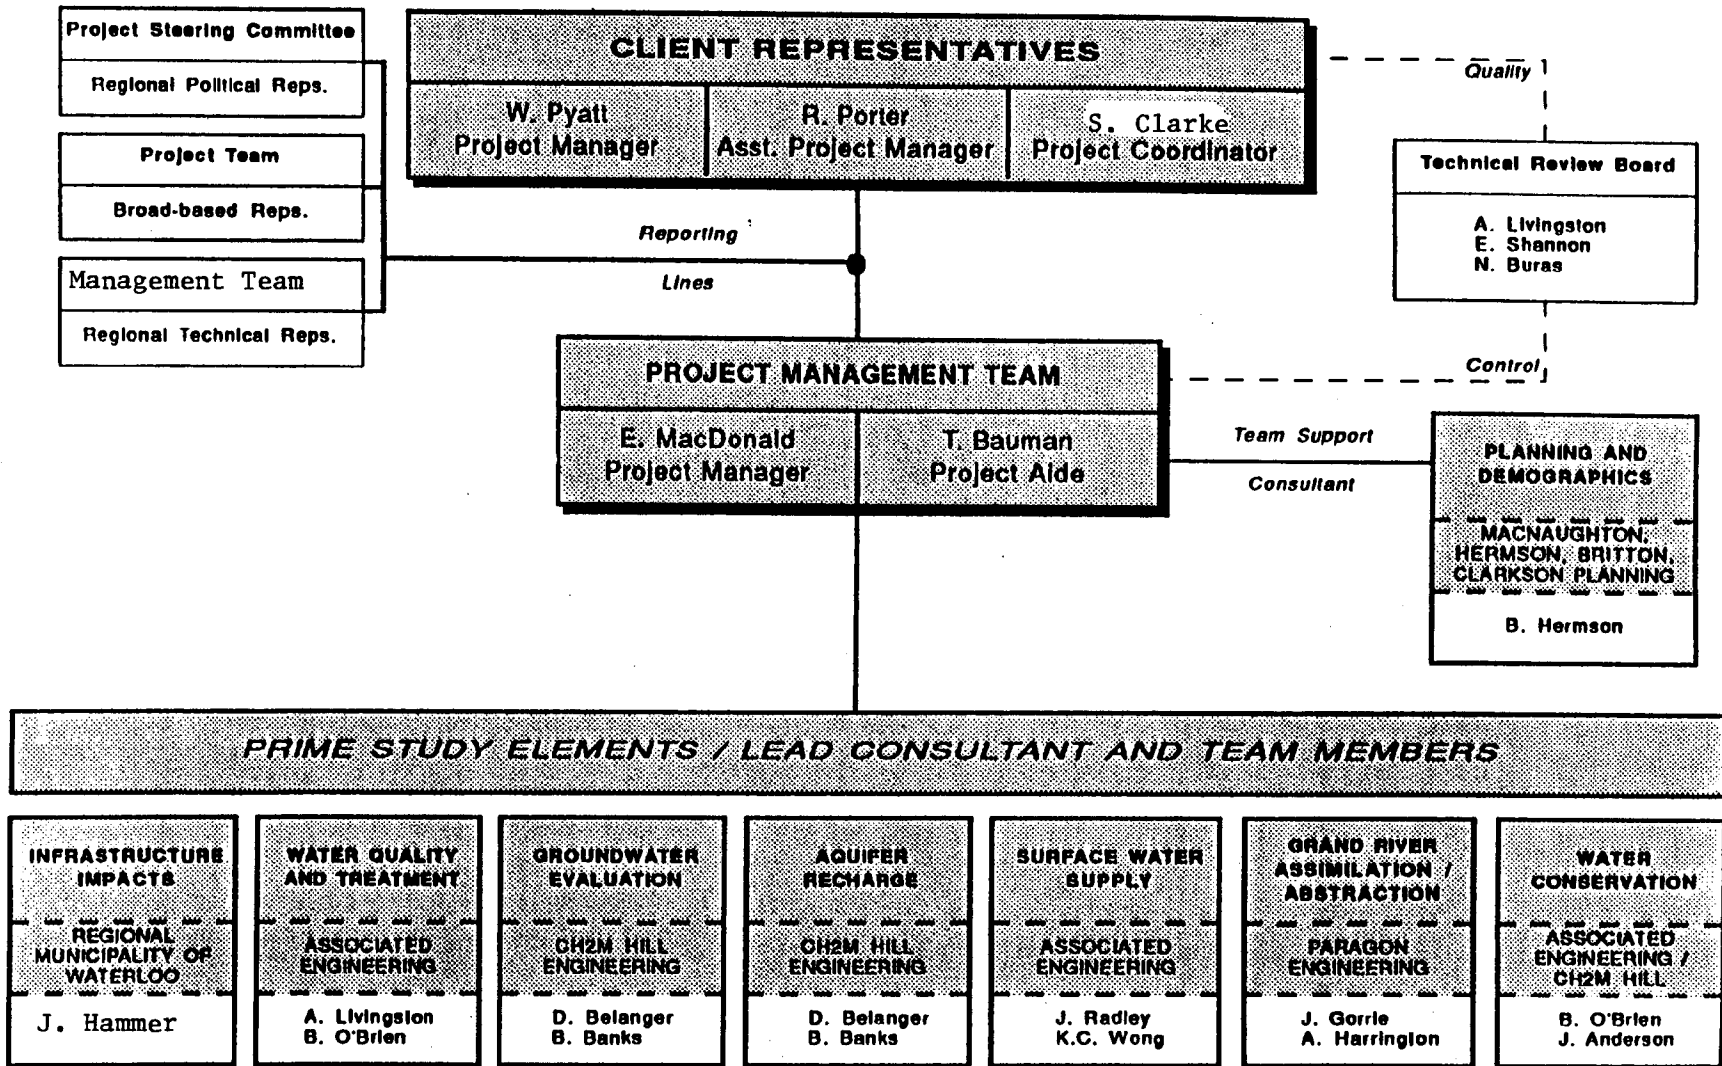 Project Steering Committee
Regional Political Reps.
Project Team
Broad-based Reps.
Management Team
Regional Technical Reps.
CLIENT REPRESENTATIVES
W. Pyatt
Project Manager
R. Porter
Asst. Project Manager
S. Clarke
Project Coordinator
Quality
Technical Review Board
A. Livingston
E. Shannon
N. Buras
Control
Reporting
Lines
PROJECT MANAGEMENT TEAM
E. MacDonald
Project Manager
T. Bauman
Project Aide
Team Support
Consultant
PLANNING AND
DEMOGRAPHICS
MACNAUGHTON,
HERMSON, BRITTON,
CLARKSON PLANNING
B. Hermson
PRIME STUDY ELEMENTS / LEAD CONSULTANT AND TEAM MEMBERS
INFRASTRUCTURE
IMPACTS
REGIONAL
MUNICIPALITY OF
WATERLOO
J. Hammer
WATER QUALITY
AND TREATMENT
ASSOCIATED
ENGINEERING
A. Livingston
B. O'Brien
GROUNDWATER
EVALUATION
CH2M HILL
ENGINEERING
D. Belanger
B. Banks
AQUIFER
RECHARGE
CH2M HILL
ENGINEERING
D. Belanger
B. Banks
SURFACE WATER
SUPPLY
ASSOCIATED
ENGINEERING
J. Radley
K.C. Wong
GRAND RIVER
ASSIMILATION /
ABSTRACTION
PARAGON
ENGINEERING
J. Gorrie
A. Harrington
WATER
CONSERVATION
ASSOCIATED
ENGINEERING /
CH2M HILL
B. O'Brien
J. Anderson